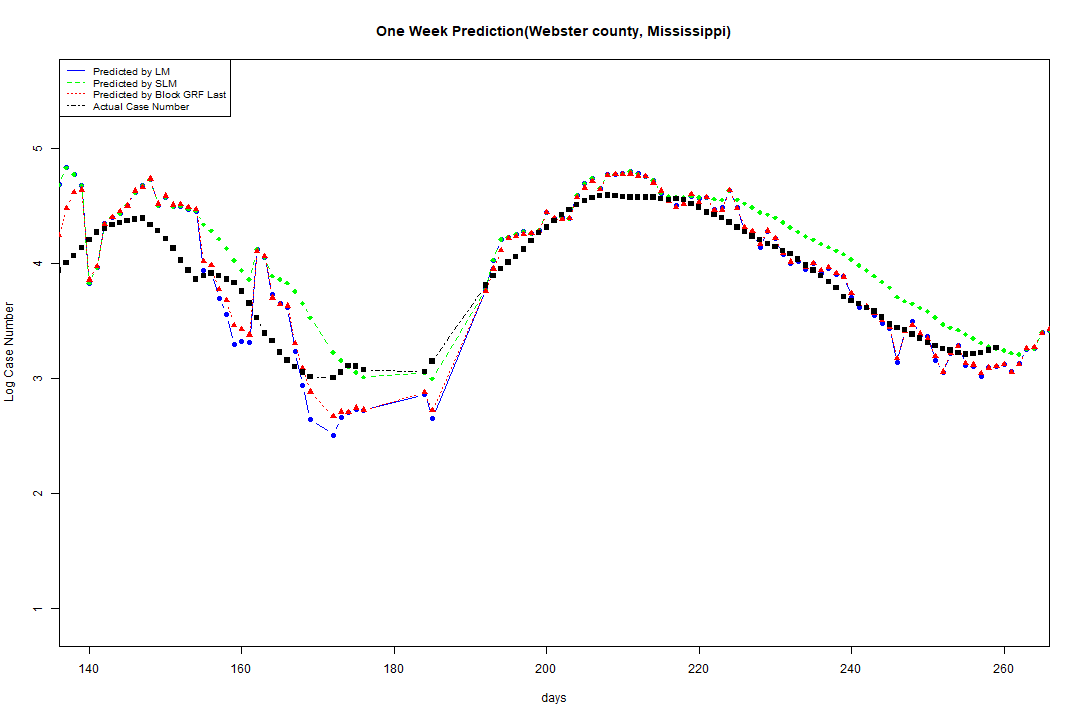 One Week Prediction(Webster county, Mississippi)
Predicted by LM
Predicted by SLM
Predicted by Block GRF Last
Actual Case Number
5
4
3
2
1
Log Case Number
140 160 180 200 220 240 260
days